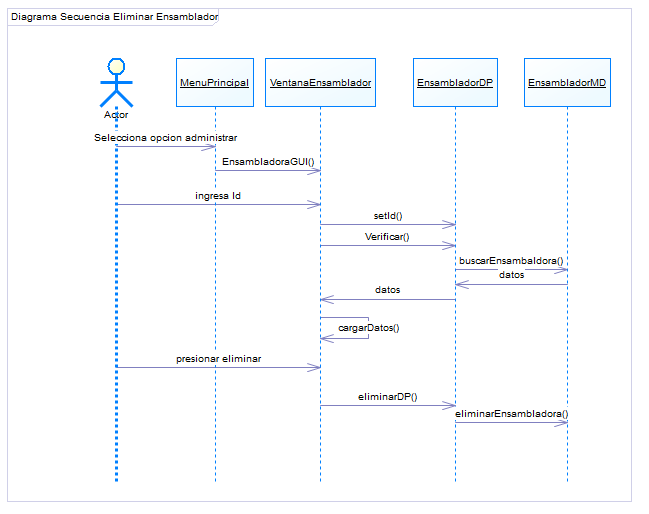 Diagrama Secuencia Eliminar Ensamblador
MenuPrincipal
VentanaEnsamblador
EnsambladorDP
EnsambladorMD
Actor
Selecciona opcion administrar
EnsambladoraGUI()
ingresa Id
setId()
Verificar()
buscarEnsambaldora()
datos
datos
cargarDatos()
presionar eliminar
eliminarDP()
eliminarEnsambladora()